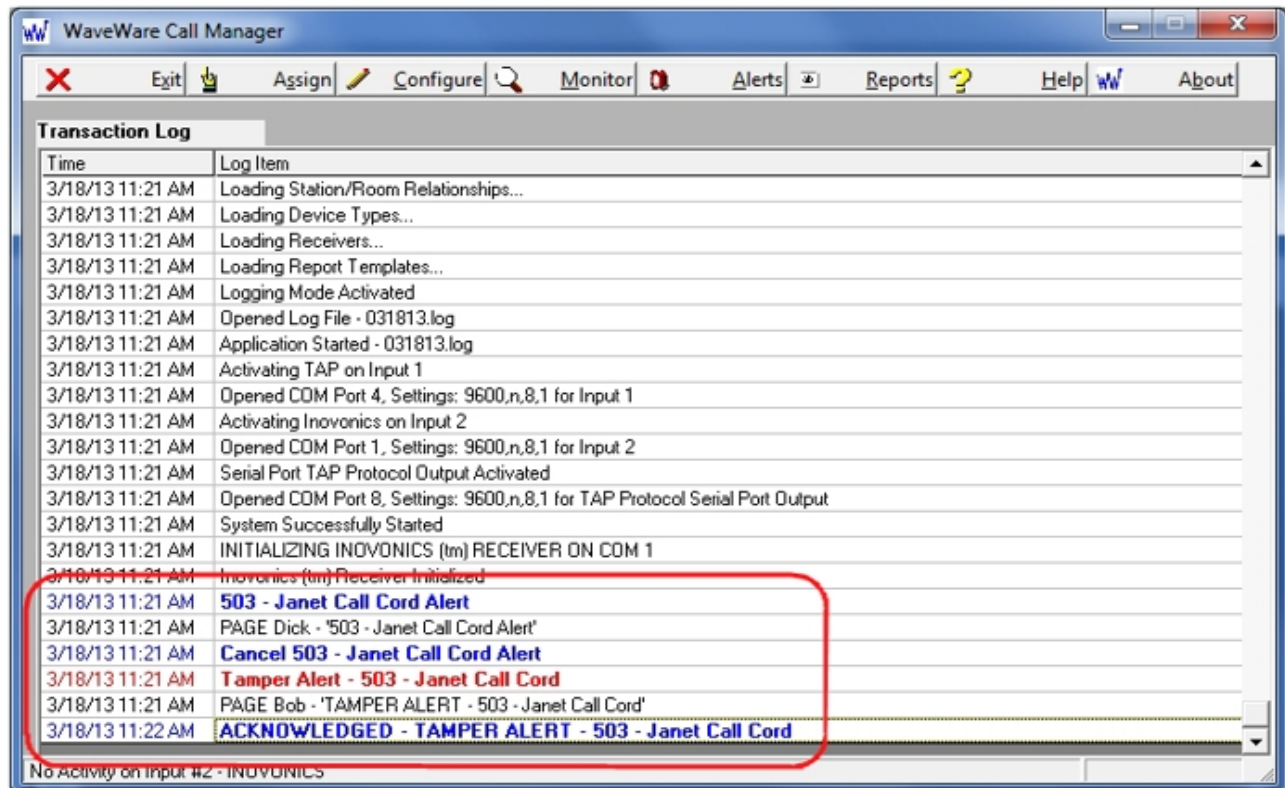 WaveWare Call Manager
Exit Assign Configure Monitor Alerts Reports Help About
Transaction Log
Time Log Item
3/18/13 11:21 AM Loading Station/Room Relationships...
3/18/13 11:21 AM Loading Device Types...
3/18/13 11:21 AM Loading Receivers...
3/18/13 11:21 AM Loading Report Templates...
3/18/13 11:21 AM Logging Mode Activated
3/18/13 11:21 AM Opened Log File - 031813.log
3/18/13 11:21 AM Application Started - 031813.log
3/18/13 11:21 AM Activating TAP on Input 1
3/18/13 11:21 AM Opened COM Port 4, Settings: 9600,n,8,1 for Input 1
3/18/13 11:21 AM Activating Inovonics on Input 2
3/18/13 11:21 AM Opened COM Port 1, Settings: 9600,n,8,1 for Input 2
3/18/13 11:21 AM Serial Port TAP Protocol Output Activated
3/18/13 11:21 AM Opened COM Port 8, Settings: 9600,n,8,1 for TAP Protocol Serial Port Output
3/18/13 11:21 AM System Successfully Started
3/18/13 11:21 AM INITIALIZING INOVONICS (tm) RECEIVER ON COM 1
3/18/13 11:21 AM Inovonics (tm) Receiver Initialized
3/18/13 11:21 AM 503 - Janet Call Cord Alert
3/18/13 11:21 AM PAGE Dick - '503 - Janet Call Cord Alert'
3/18/13 11:21 AM Cancel 503 - Janet Call Cord Alert
3/18/13 11:21 AM Tamper Alert - 503 - Janet Call Cord
3/18/13 11:21 AM PAGE Bob - 'TAMPER ALERT - 503 - Janet Call Cord'
3/18/13 11:22 AM ACKNOWLEDGED - TAMPER ALERT - 503 - Janet Call Cord
No Activity on Input #2 - INOVONICS